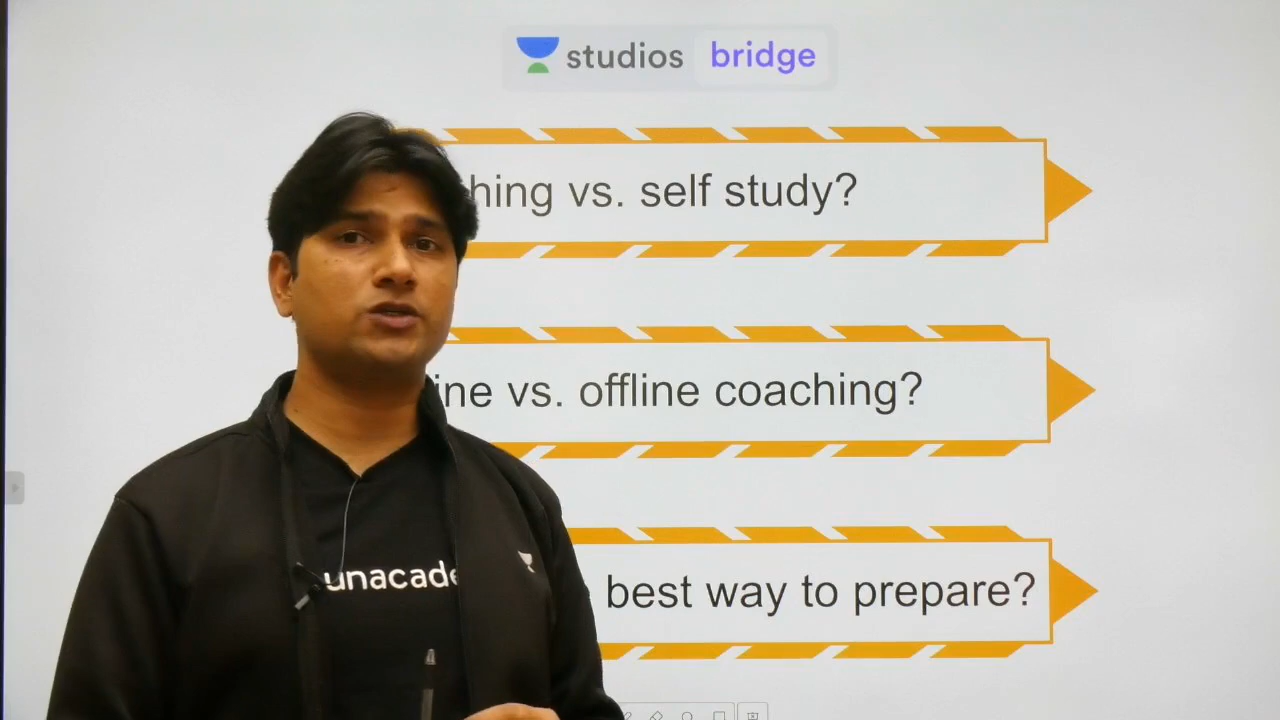 studios bridge
hing vs. self study?
ine vs. offline coaching?
best way to prepare?
unacade